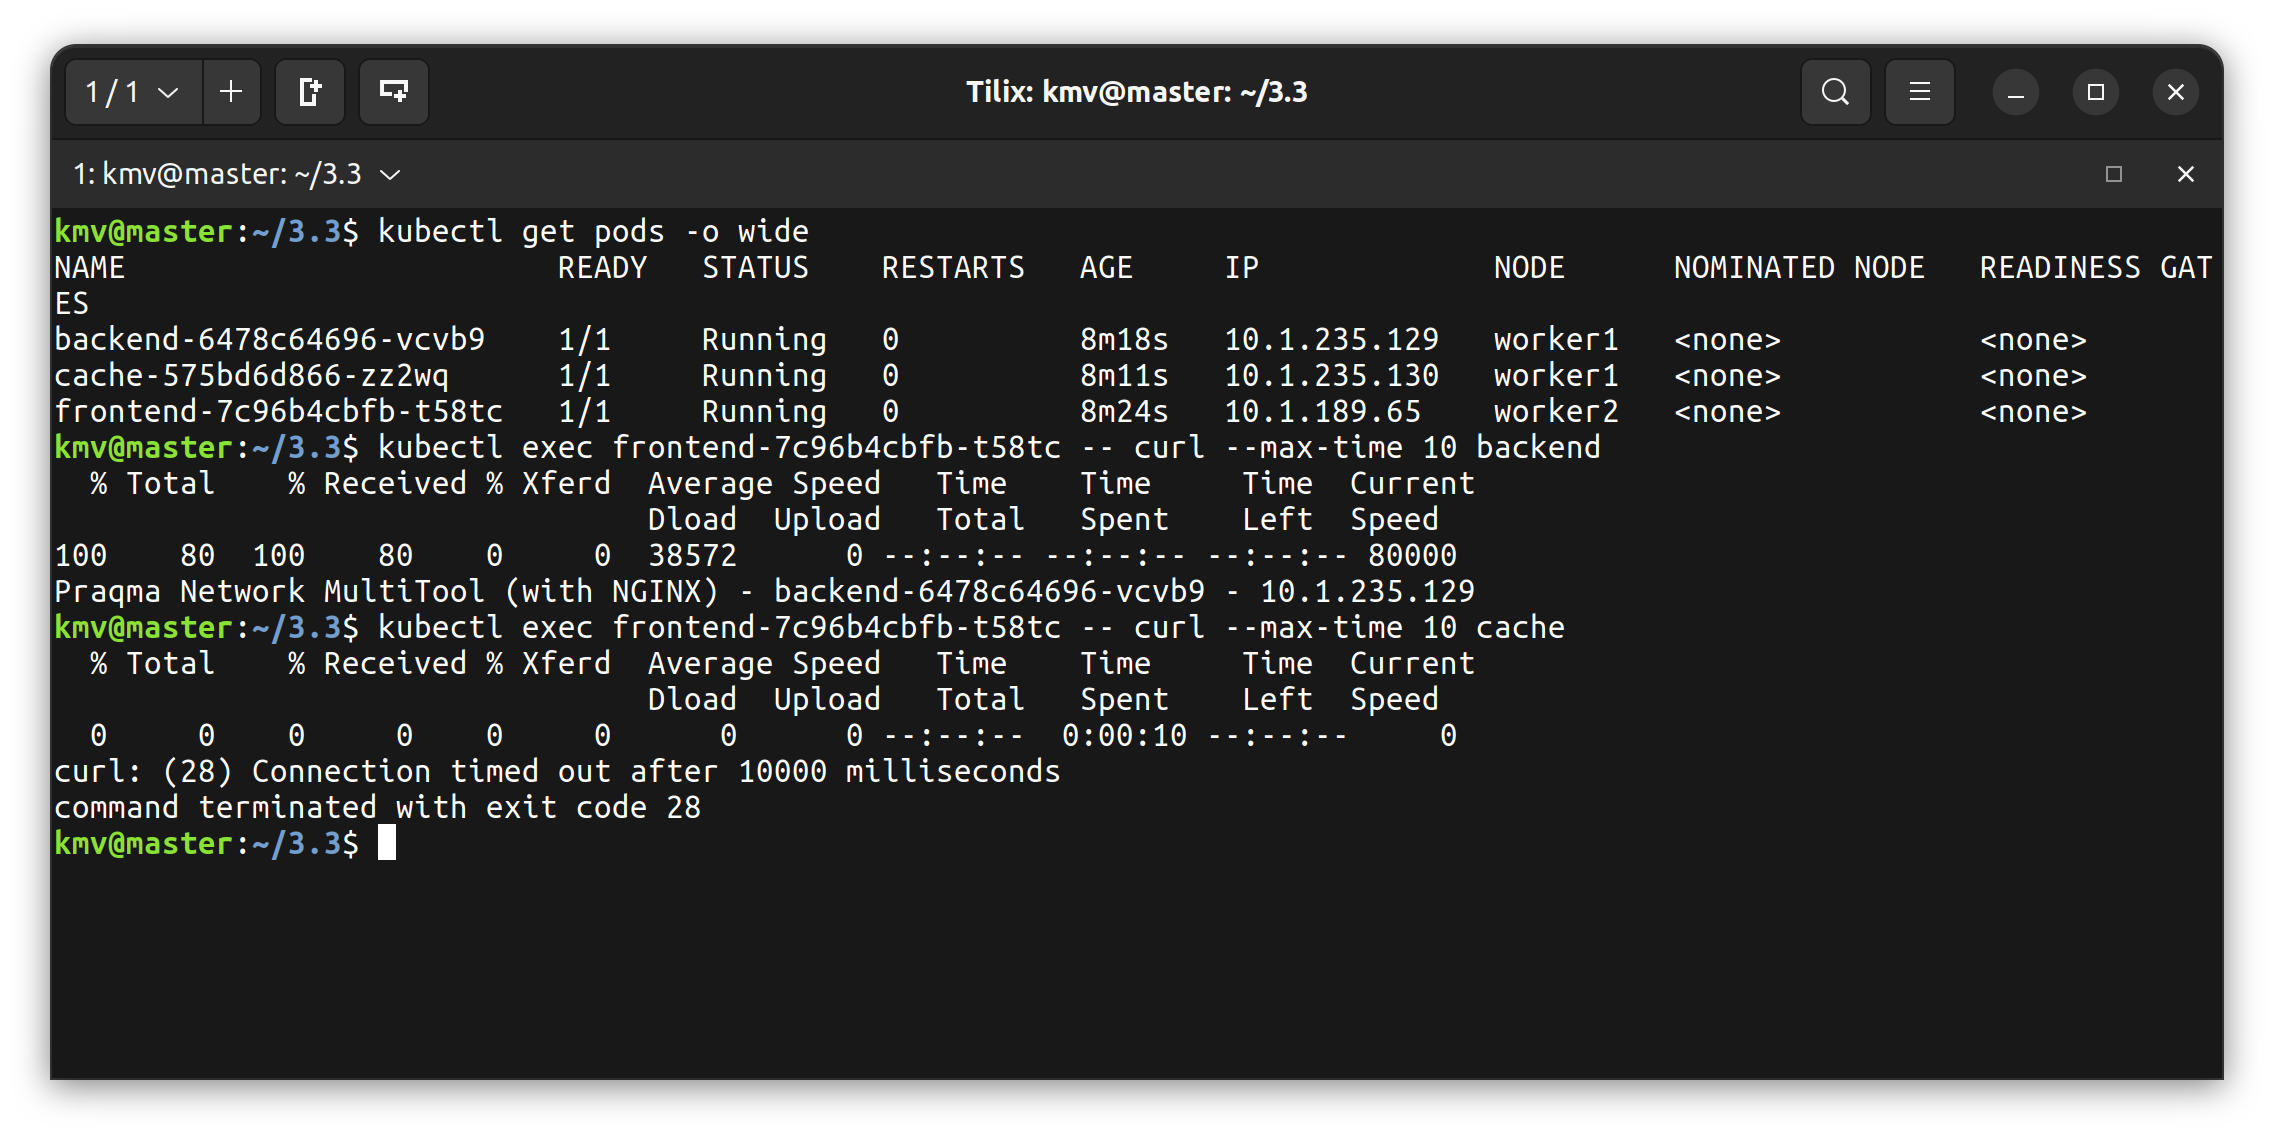 1 / 1
Tilix: kmv@master: ~/3.3
1: kmv@master: ~/3.3
kmv@master:~/3.3$ kubectl get pods -o wide
NAME                        READY   STATUS    RESTARTS   AGE     IP             NODE      NOMINATED NODE   READINESS GAT
ES
backend-6478c64696-vcvb9    1/1     Running   0          8m18s   10.1.235.129   worker1   <none>           <none>
cache-575bd6d866-zz2wq      1/1     Running   0          8m11s   10.1.235.130   worker1   <none>           <none>
frontend-7c96b4cbfb-t58tc   1/1     Running   0          8m24s   10.1.189.65    worker2   <none>           <none>
kmv@master:~/3.3$ kubectl exec frontend-7c96b4cbfb-t58tc -- curl --max-time 10 backend
  % Total    % Received % Xferd  Average Speed   Time    Time     Time  Current
                                 Dload  Upload   Total   Spent    Left  Speed
100    80  100    80    0     0  38572      0 --:--:-- --:--:-- --:--:-- 80000
Praqma Network MultiTool (with NGINX) - backend-6478c64696-vcvb9 - 10.1.235.129
kmv@master:~/3.3$ kubectl exec frontend-7c96b4cbfb-t58tc -- curl --max-time 10 cache
  % Total    % Received % Xferd  Average Speed   Time    Time     Time  Current
                                 Dload  Upload   Total   Spent    Left  Speed
  0     0    0     0    0     0      0      0 --:--:--  0:00:10 --:--:--     0
curl: (28) Connection timed out after 10000 milliseconds
command terminated with exit code 28
kmv@master:~/3.3$